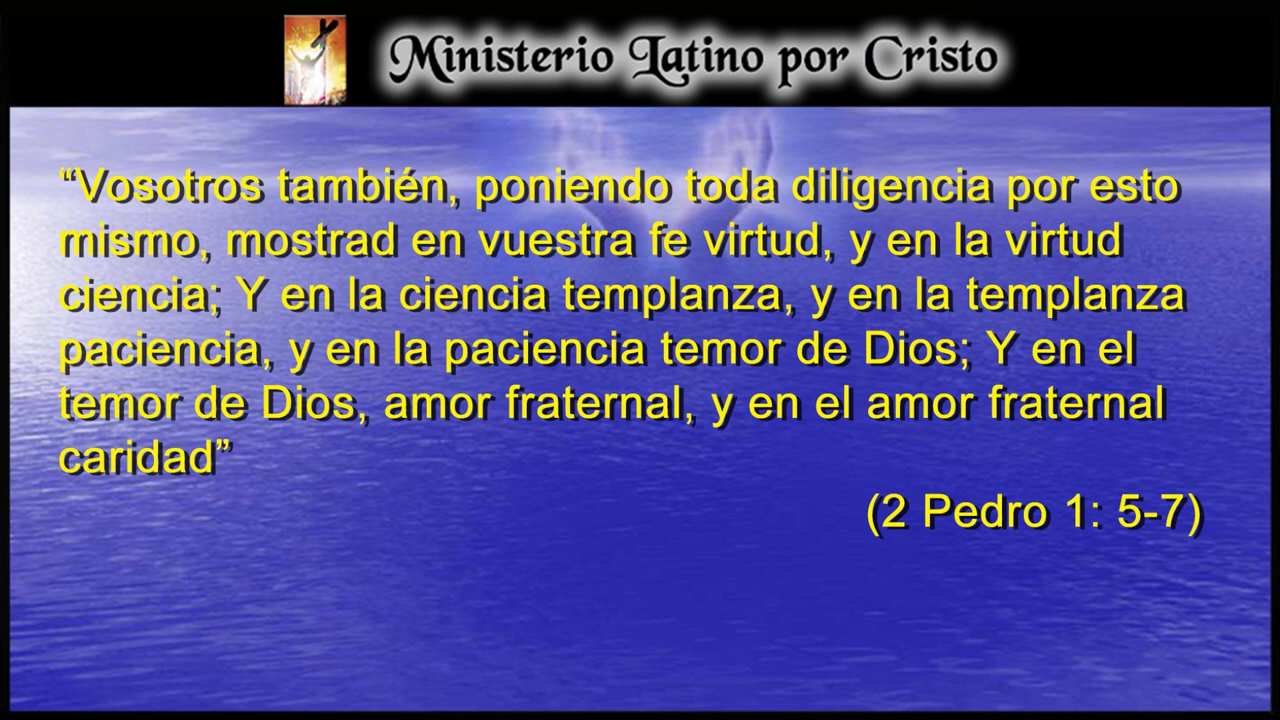 Ministerio Latino por Cristo
“Vosotros también, poniendo toda diligencia por esto
mismo, mostrad en vuestra fe virtud, y en la virtud
ciencia; Y en la ciencia templanza, y en la templanza
paciencia, y en la paciencia temor de Dios; Y en el
temor de Dios, amor fraternal, y en el amor fraternal
caridad”
(2 Pedro 1: 5-7)